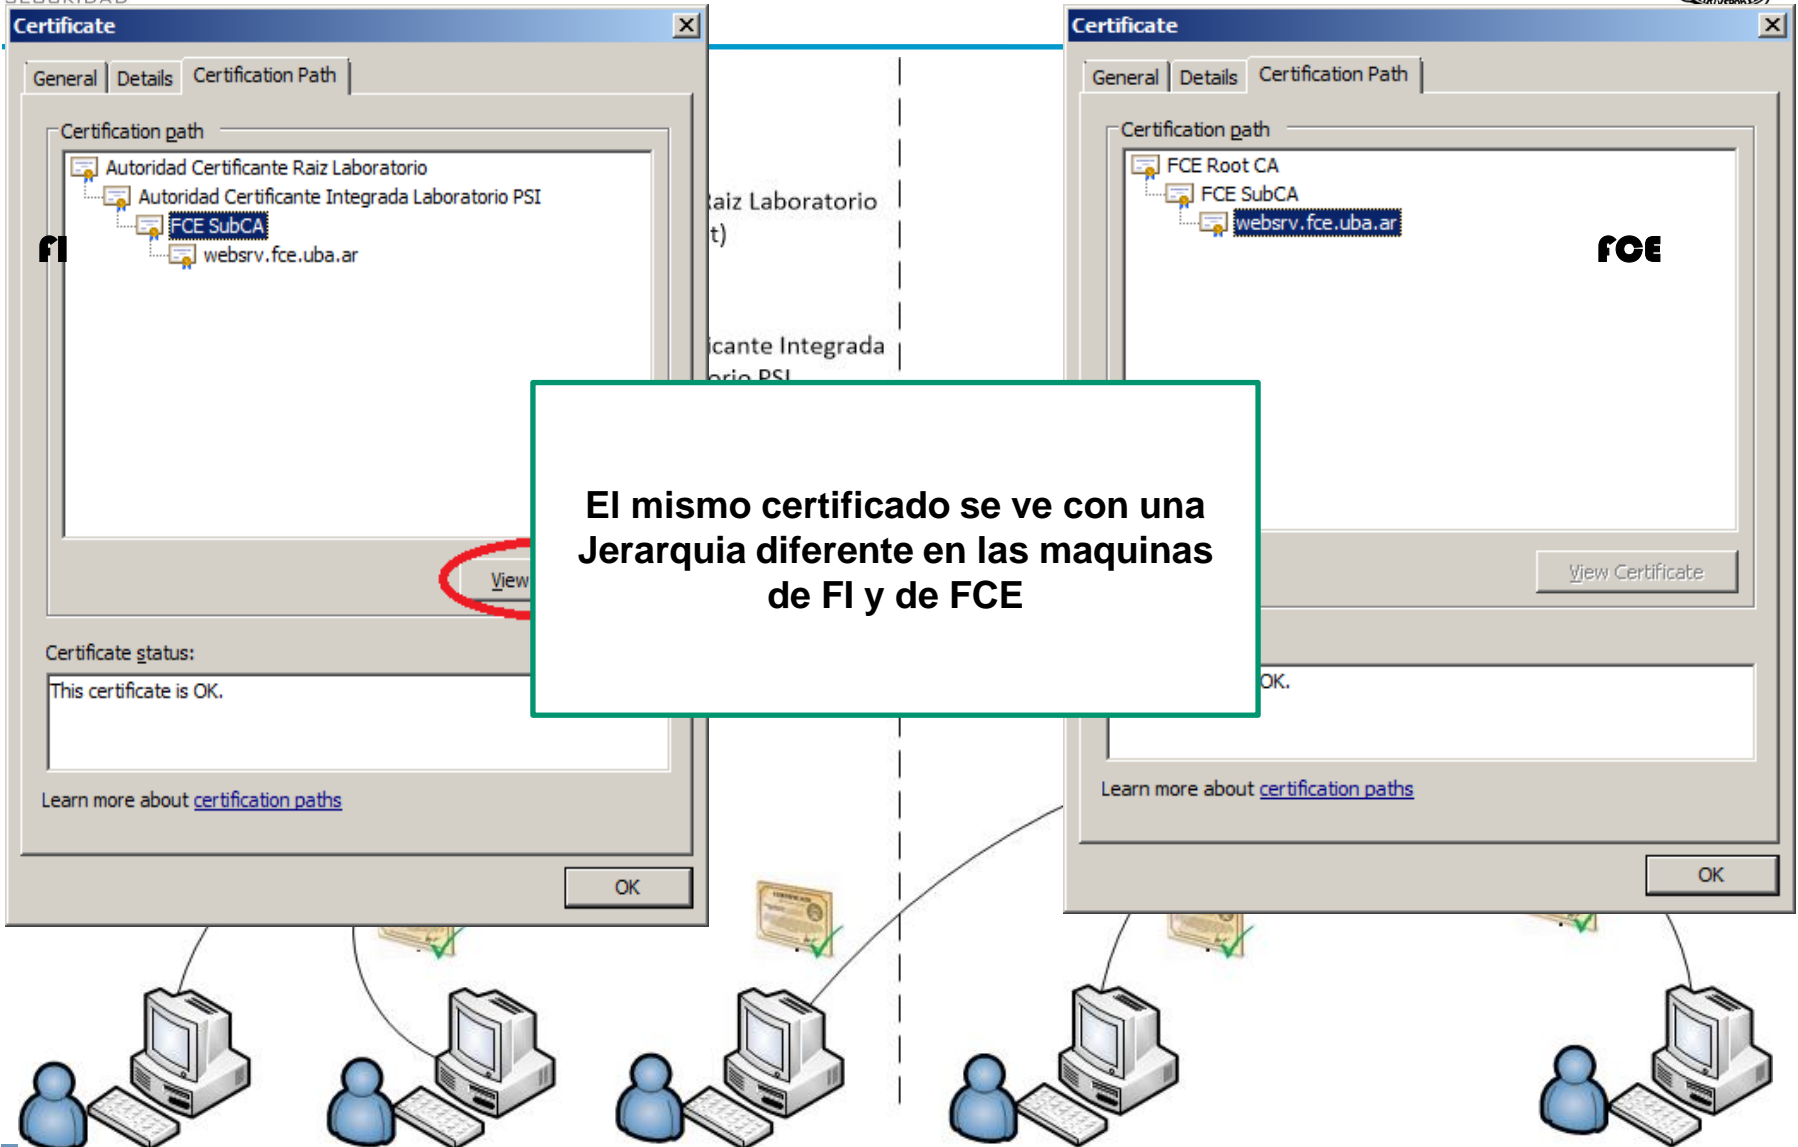 SEGURIDAD
Certificate
General Details Certification Path
Certification path
Autoridad Certificante Raiz Laboratorio
Autoridad Certificante Integrada Laboratorio PSI
FCE SubCA
websrv.fce.uba.ar
FI
View
Certificate status:
This certificate is OK.
Learn more about certification paths
OK
Raiz Laboratorio
t)
icante Integrada
orio PSI
El mismo certificado se ve con una
Jerarquia diferente en las maquinas
de FI y de FCE
Certificate
General Details Certification Path
Certification path
FCE Root CA
FCE SubCA
websrv.fce.uba.ar
FCE
View Certificate
OK.
Learn more about certification paths
OK